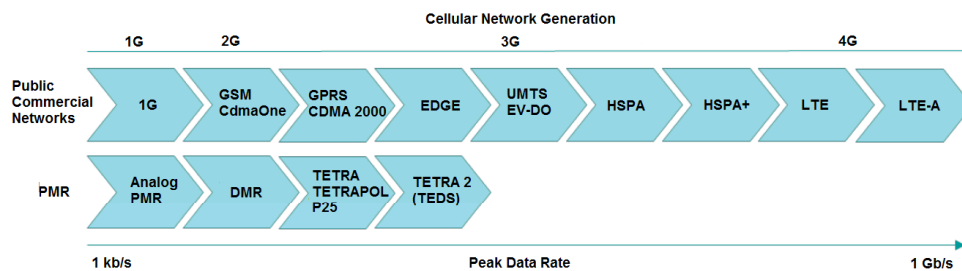 Cellular Network Generation
1G 2G 3G 4G
Public
Commercial
Networks
1G
GSM
CdmaOne
GPRS
CDMA 2000
EDGE
UMTS
EV-DO
HSPA
HSPA+
LTE
LTE-A
PMR
Analog
PMR
DMR
TETRA
TETRAPOL
P25
TETRA 2
(TEDS)
1 kb/s Peak Data Rate 1 Gb/s